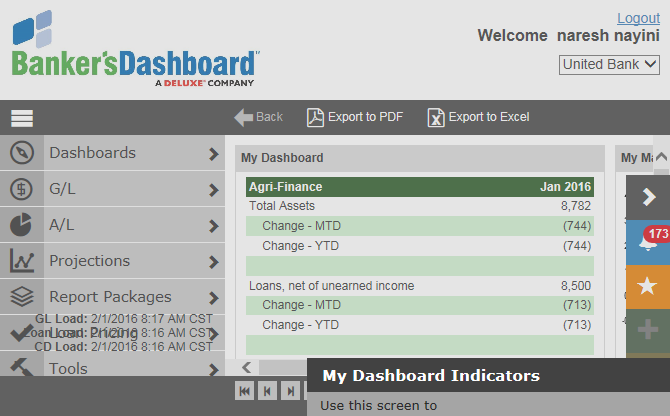 Logout
Welcome naresh nayini
Banker'sDashboard™
A DELUXE® COMPANY
United Bank
Back
Export to PDF
Export to Excel
Dashboards
G/L
A/L
Projections
Report Packages
GL Load: 2/1/2016 8:17 AM CST
Loan Load: 2/1/2016 8:16 AM CST
Loan Pricing
CD Load: 2/1/2016 8:16 AM CST
Tools
My Dashboard
Agri-Finance Jan 2016
Total Assets 8,782
Change - MTD (744)
Change - YTD (744)
Loans, net of unearned income 8,500
Change - MTD (713)
Change - YTD (713)
My Ma
173
My Dashboard Indicators
Use this screen to